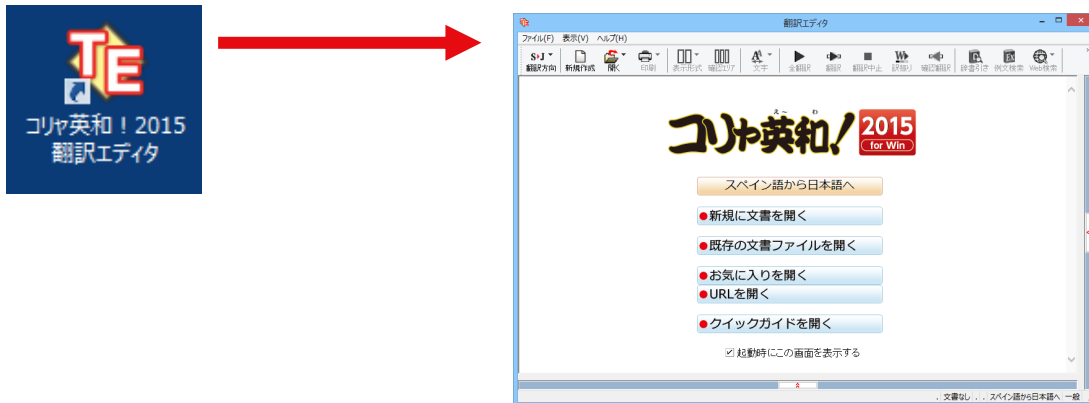 TE
コリャ英和！2015
翻訳エディタ
TE
翻訳エディタ
ファイル(F) 表示(V) ヘルプ(H)
S▸J
翻訳方向 新規作成 開く 印刷 表示形式 確認エリア 文字 全翻訳 翻訳 翻訳中止 訳振り 確認翻訳 辞書引き 例文検索 Web検索
え～ わ
コリャ英和！ 2015
for Win
スペイン語から日本語へ
●新規に文書を開く
●既存の文書ファイルを開く
●お気に入りを開く
●URLを開く
●クイックガイドを開く
起動時にこの画面を表示する
. 文書なし . . スペイン語から日本語へ 一般